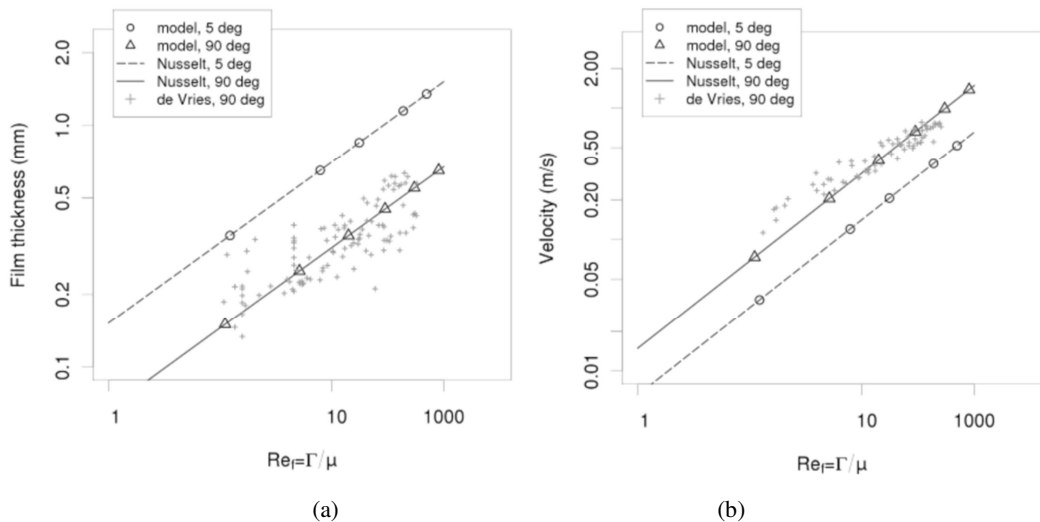 model, 5 deg
model, 90 deg
Nusselt, 5 deg
Nusselt, 90 deg
de Vries, 90 deg
Film thickness (mm)
2.0
1.0
0.5
0.2
0.1
1
10
1000
Ref=Γ/μ
(a)
model, 5 deg
model, 90 deg
Nusselt, 5 deg
Nusselt, 90 deg
de Vries, 90 deg
Velocity (m/s)
2.00
0.50
0.20
0.05
0.01
1
10
1000
Ref=Γ/μ
(b)